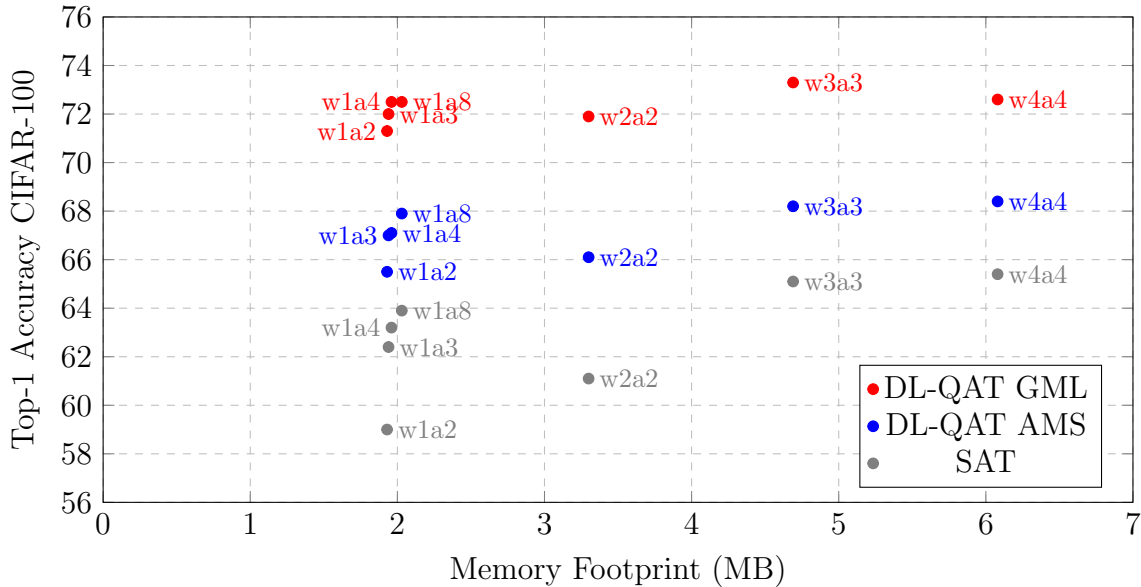 76
74
72
70
68
66
64
62
60
58
56
0 1 2 3 4 5 6 7
Top-1 Accuracy CIFAR-100
Memory Footprint (MB)
w3a3
w1a4 w1a8
w4a4
w1a3
w2a2
w1a2
w4a4
w3a3
w1a8
w1a3 w1a4
w2a2
w1a2
w4a4
w3a3
w1a8
w1a4
w1a3
w2a2
w1a2
DL-QAT GML
DL-QAT AMS
SAT